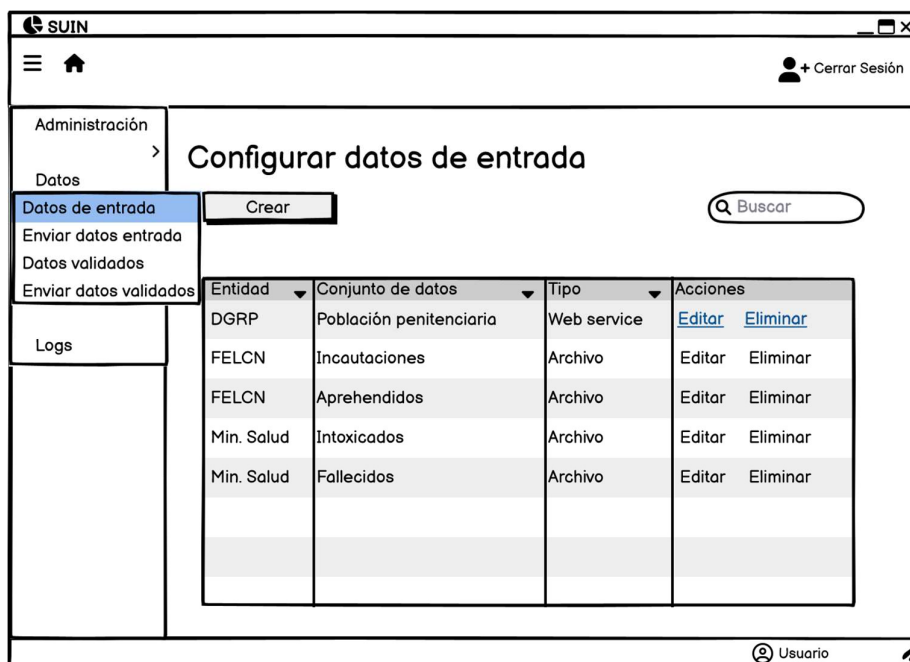 SUIN
Cerrar Sesión
Administración
>
Datos
Datos de entrada
Enviar datos entrada
Datos validados
Enviar datos validados
Logs
Configurar datos de entrada
Crear
Buscar
Entidad Conjunto de datos Tipo Acciones
DGRP Población penitenciaria Web service Editar Eliminar
FELCN Incautaciones Archivo Editar Eliminar
FELCN Aprehendidos Archivo Editar Eliminar
Min. Salud Intoxicados Archivo Editar Eliminar
Min. Salud Fallecidos Archivo Editar Eliminar
Usuario